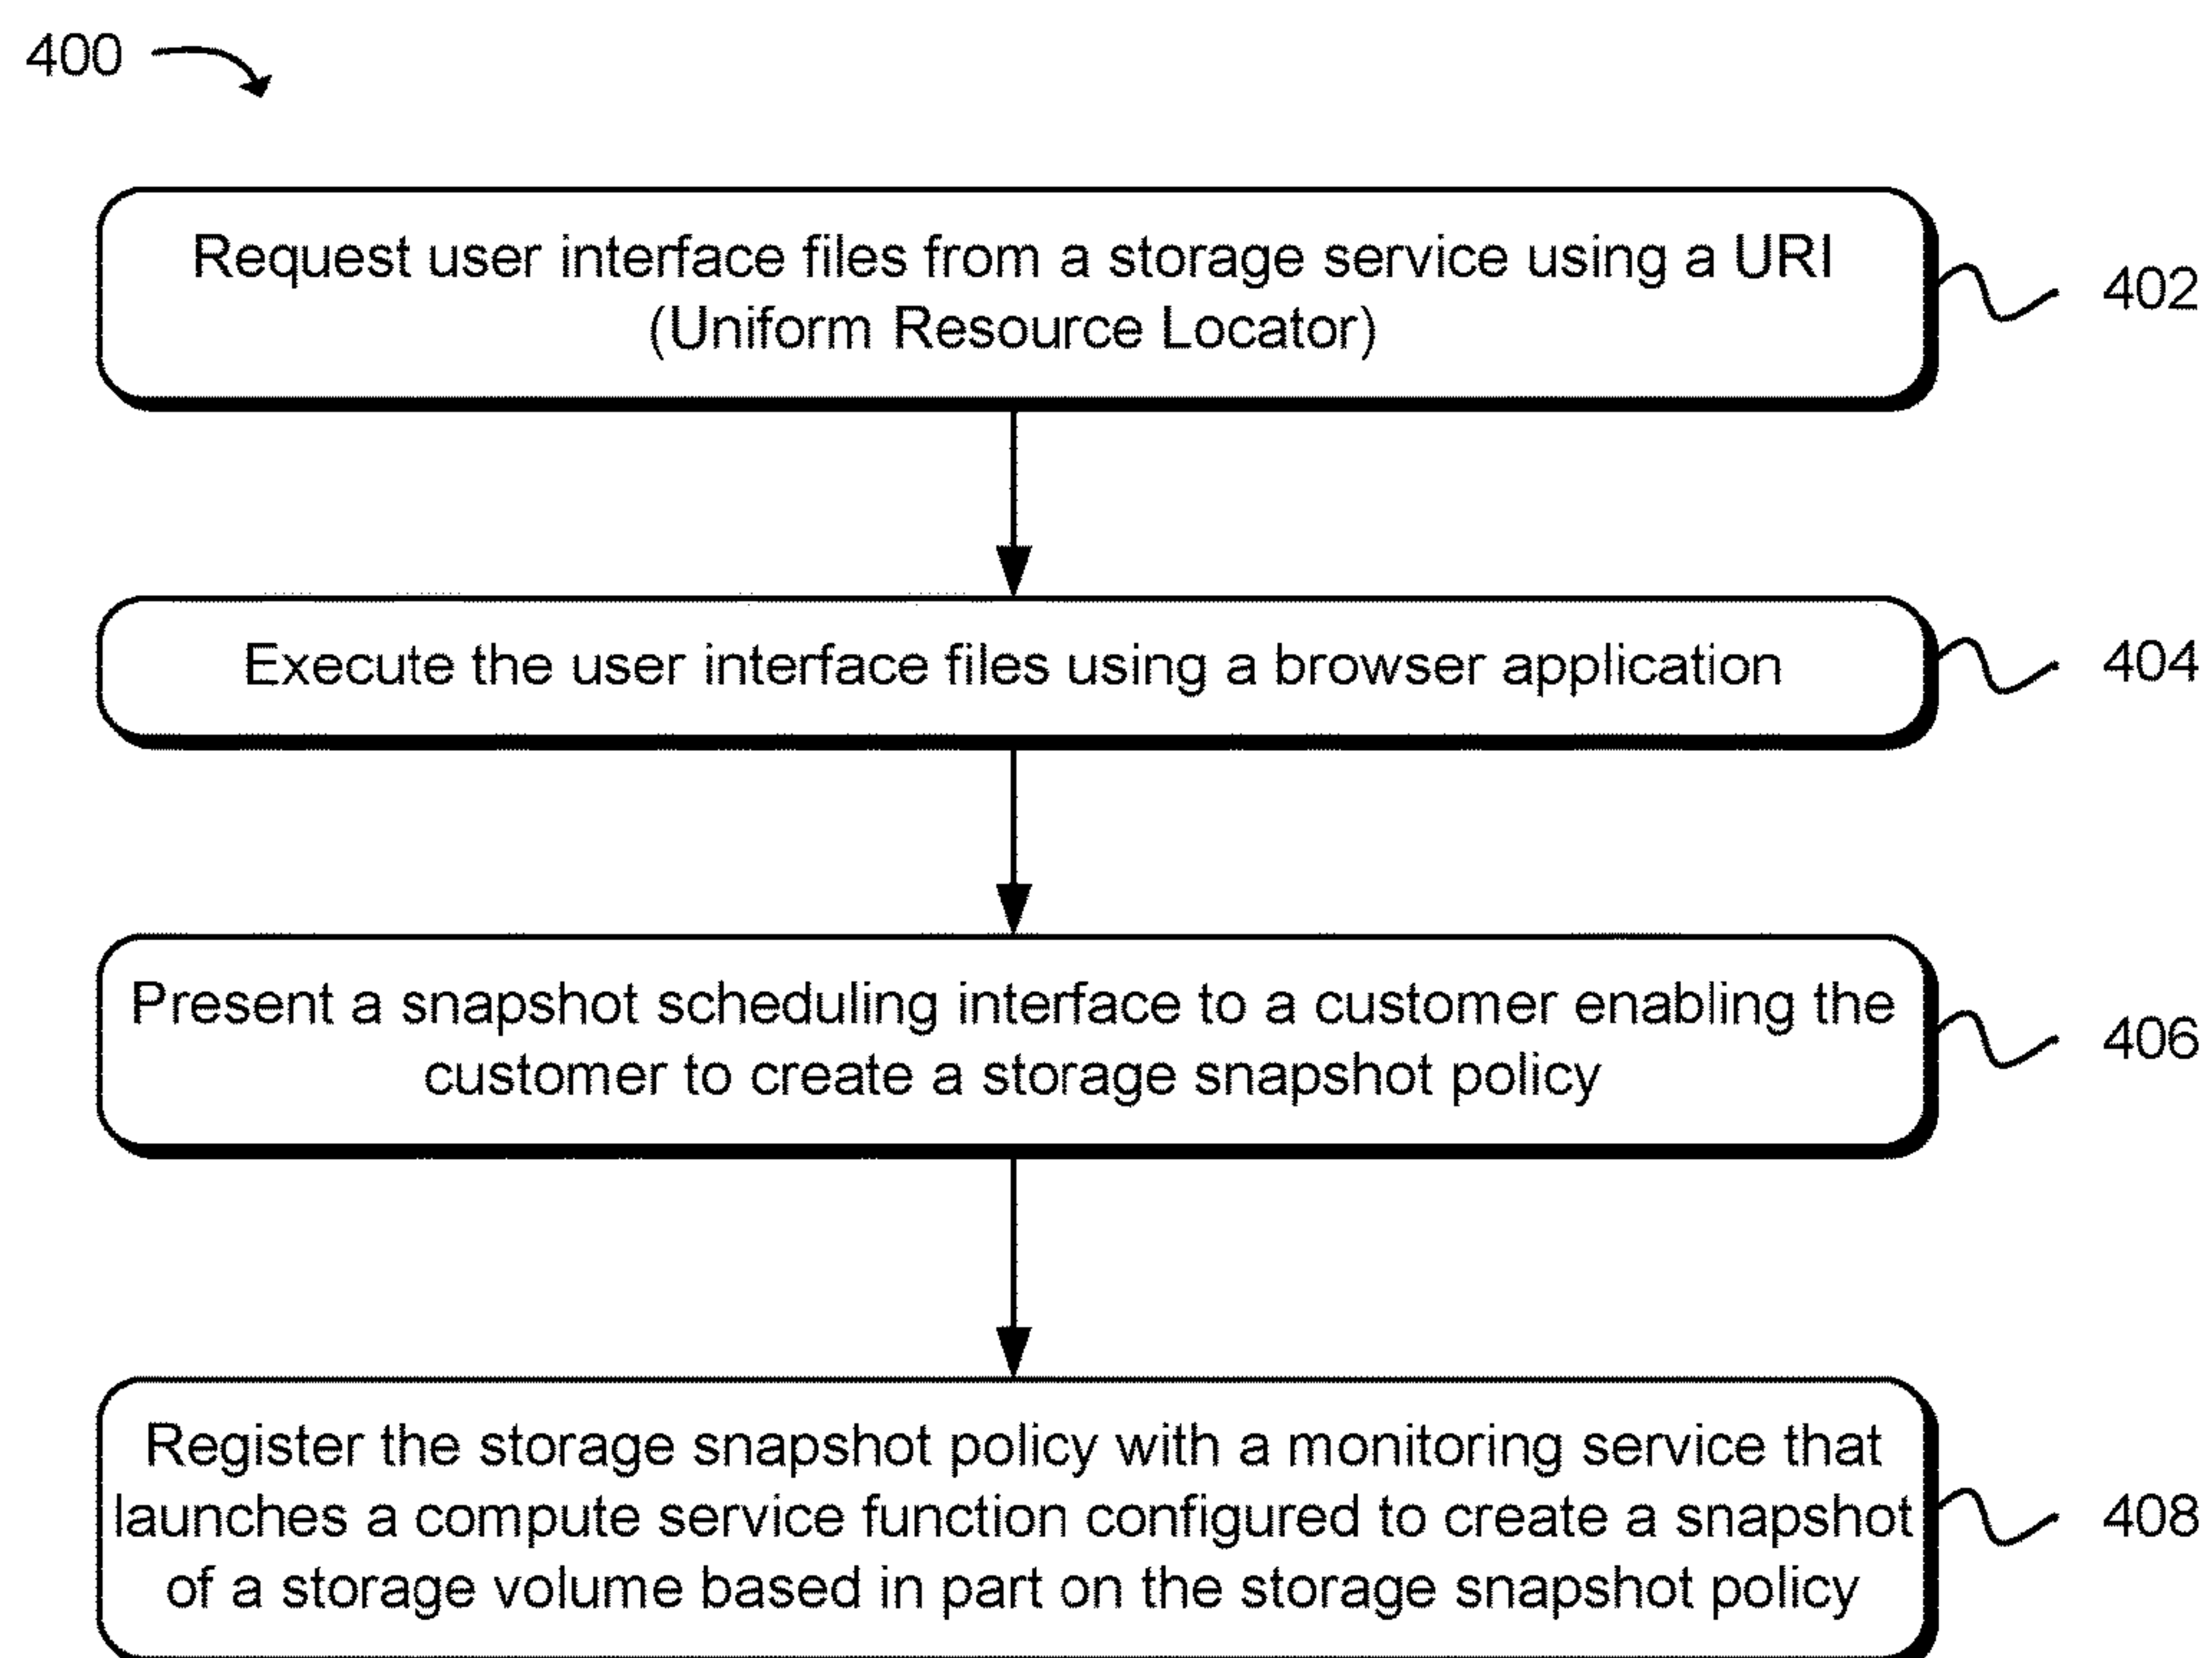 400
Request user interface files from a storage service using a URI
(Uniform Resource Locator)
402
Execute the user interface files using a browser application
404
Present a snapshot scheduling interface to a customer enabling the
customer to create a storage snapshot policy
406
Register the storage snapshot policy with a monitoring service that
launches a compute service function configured to create a snapshot
of a storage volume based in part on the storage snapshot policy
408